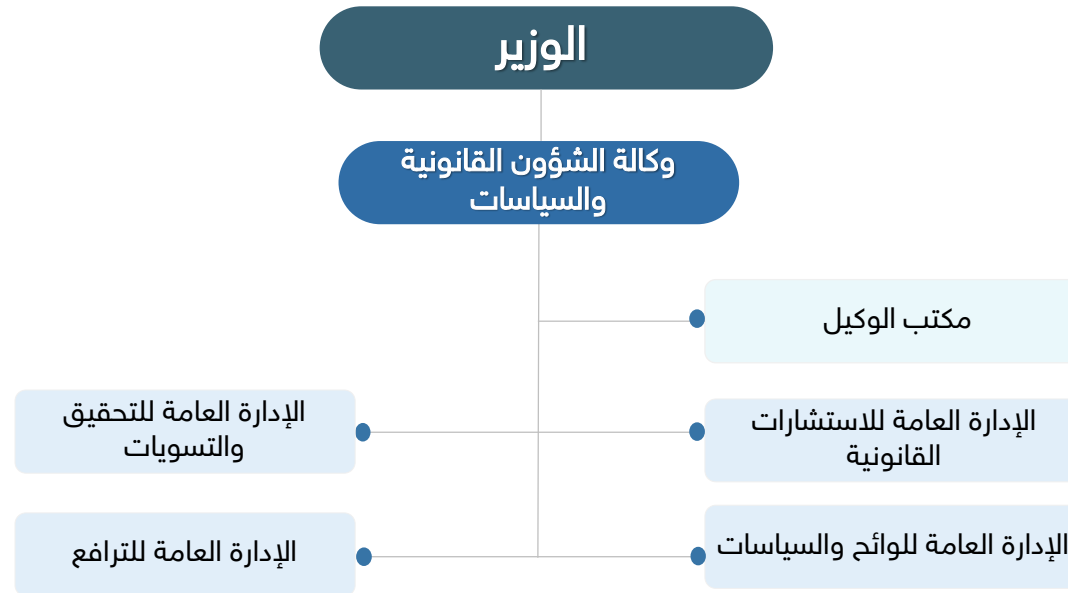 الوزير
وكالة الشؤون القانونية
والسياسات
مكتب الوكيل
الإدارة العامة للاستشارات
القانونية
الإدارة العامة للتحقيق
والتسويات
الإدارة العامة للوائح والسياسات
الإدارة العامة للترافع